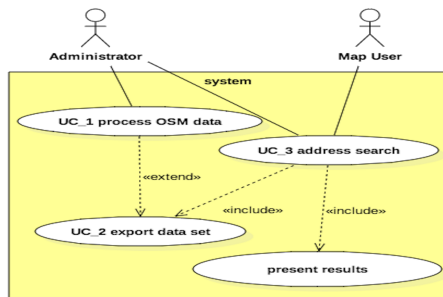 Administrator
Map User
system
UC_1 process OSM data
UC_3 address search
«extend»
«include»
«include»
UC_2 export data set
present results